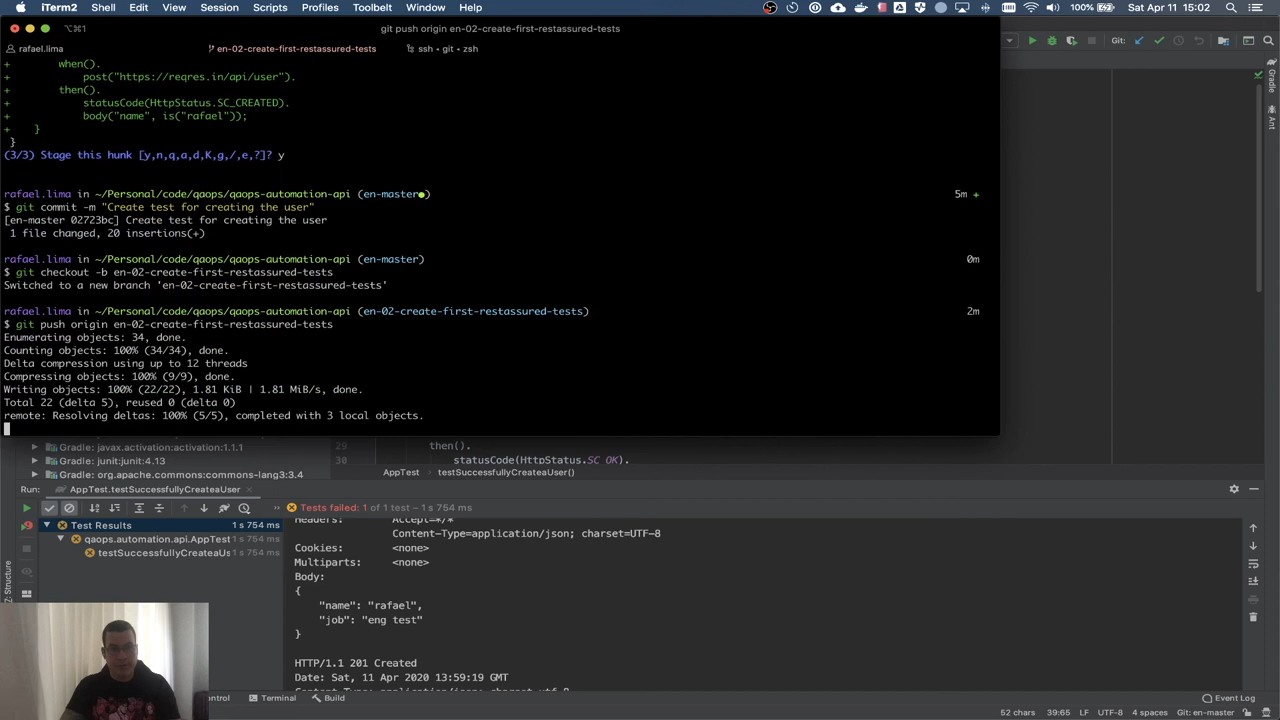 iTerm2 Shell Edit View Session Scripts Profiles Toolbelt Window Help 100% Sat 11 Apr 15:02
⌥⌘1 git push origin en-02-create-first-restassured-tests
rafael.lima en-02-create-first-restassured-tests ssh • git • zsh
Git:
+ when().
+ post("https://reqres.in/api/user").
+ then().
+ statusCode(HttpStatus.SC_CREATED).
+ body("name", is("rafael"));
+ }
}
(3/3) Stage this hunk [y,n,q,a,d,K,g,/,e,?]? y
rafael.lima in ~/Personal/code/qaops/qaops-automation-api (en-master●) 5m +
$ git commit -m "Create test for creating the user"
[en-master 02723bc] Create test for creating the user
1 file changed, 20 insertions(+)
rafael.lima in ~/Personal/code/qaops/qaops-automation-api (en-master) 0m
$ git checkout -b en-02-create-first-restassured-tests
Switched to a new branch 'en-02-create-first-restassured-tests'
rafael.lima in ~/Personal/code/qaops/qaops-automation-api (en-02-create-first-restassured-tests) 2m
$ git push origin en-02-create-first-restassured-tests
Enumerating objects: 34, done.
Counting objects: 100% (34/34), done.
Delta compression using up to 12 threads
Compressing objects: 100% (9/9), done.
Writing objects: 100% (22/22), 1.81 KiB | 1.81 MiB/s, done.
Total 22 (delta 5), reused 0 (delta 0)
remote: Resolving deltas: 100% (5/5), completed with 3 local objects.
Gradle
Ant
Gradle: javax.activation:activation:1.1.1
Gradle: junit:junit:4.13
Gradle: org.apache.commons:commons-lang3:3.4
29 then().
30 statusCode(HttpStatus.SC_OK).
AppTest testSuccessfullyCreateaUser()
Run: AppTest.testSuccessfullyCreateaUser
Tests failed: 1 of 1 test – 1 s 754 ms
Test Results 1 s 754 ms
qaops.automation.api.AppTest 1 s 754 ms
testSuccessfullyCreateaUs 1 s 754 ms
Z: Structure
Headers: Accept=*/*
Content-Type=application/json; charset=UTF-8
Cookies: <none>
Multiparts: <none>
Body:
{
"name": "rafael",
"job": "eng test"
}
HTTP/1.1 201 Created
Date: Sat, 11 Apr 2020 13:59:19 GMT
Content-Type: application/json; charset=utf-8
ntrol Terminal Build Event Log
52 chars 39:65 LF UTF-8 4 spaces Git: en-master